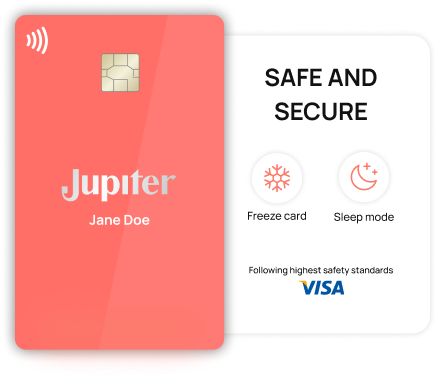 Jupiter
Jane Doe
SAFE AND
SECURE
Freeze card
Sleep mode
Following highest safety standards
VISA